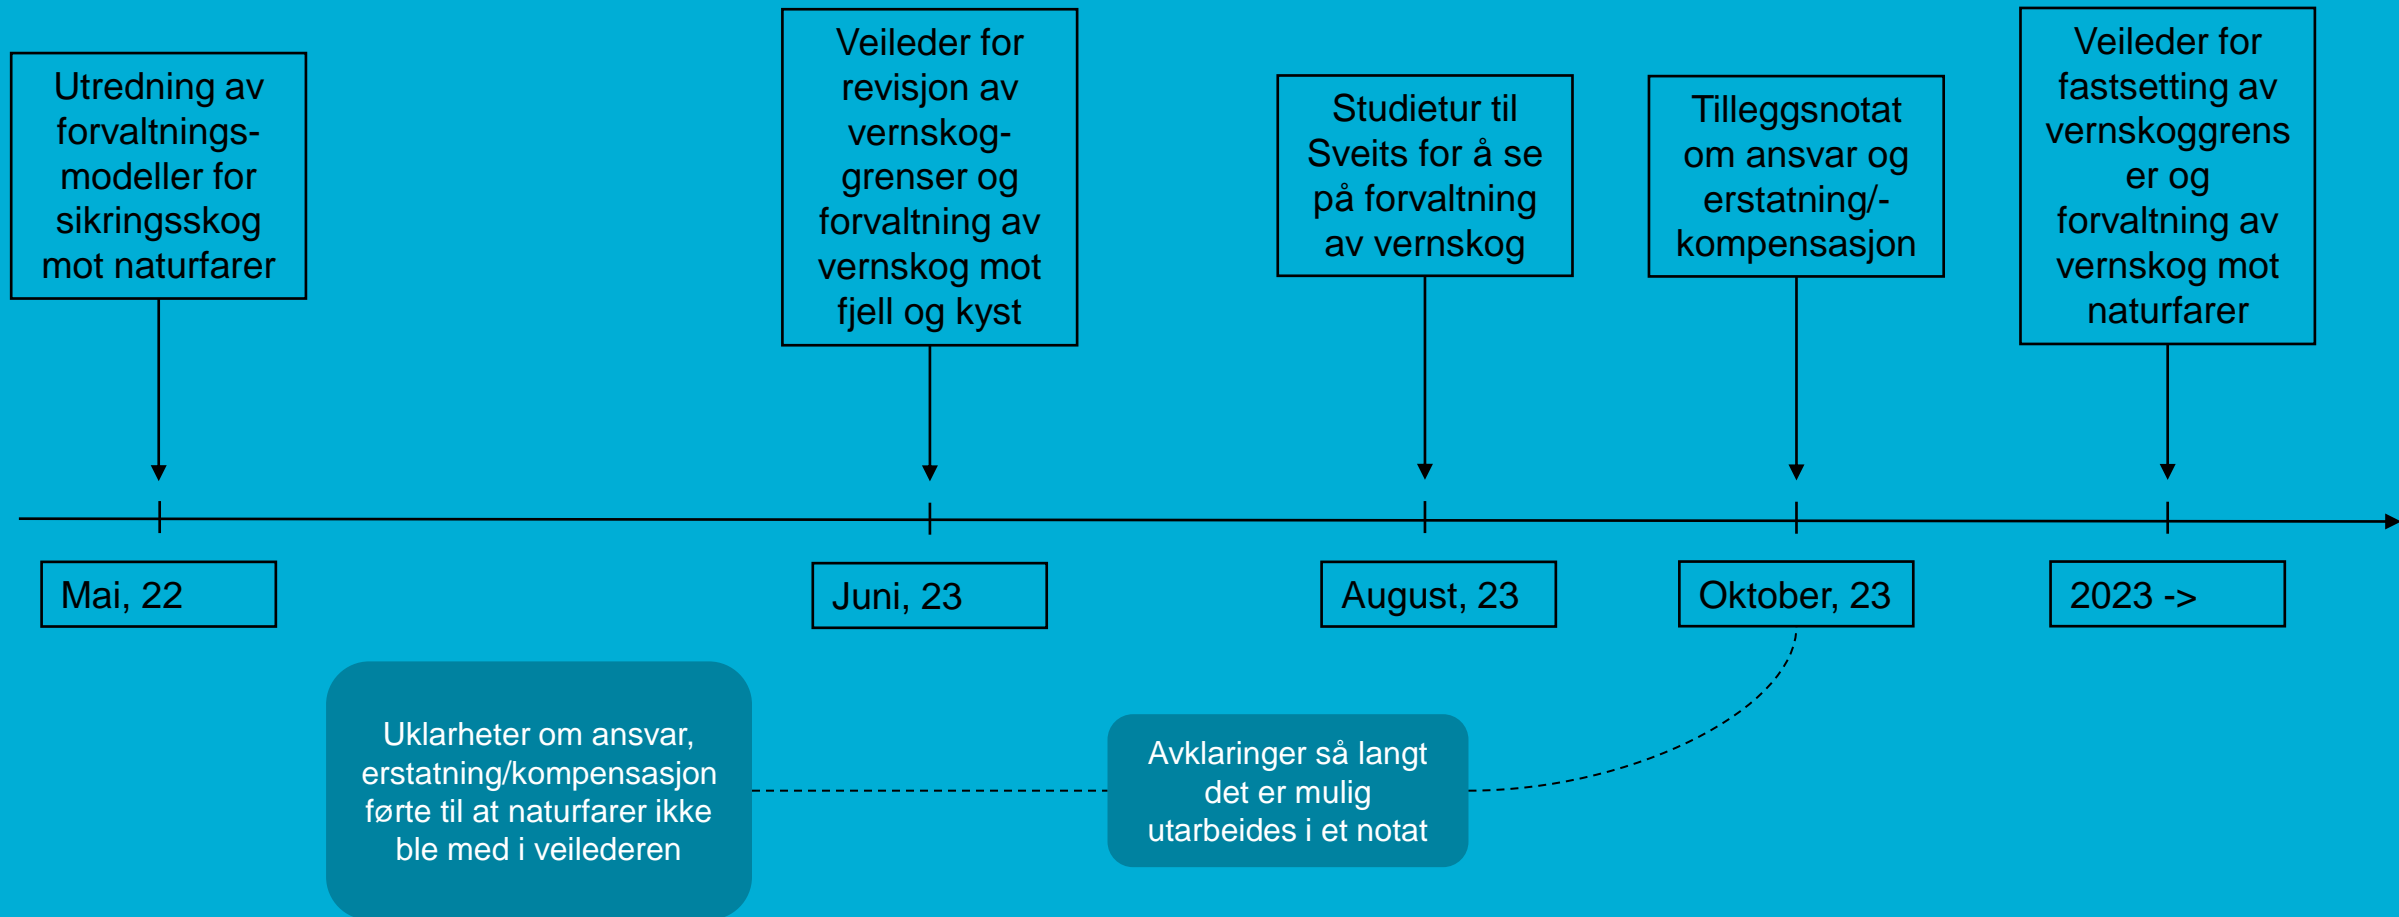 Utredning av
forvaltnings-
modeller for
sikringsskog
mot naturfarer
Veileder for
revisjon av
vernskog-
grenser og
forvaltning av
vernskog mot
fjell og kyst
Studietur til
Sveits for å se
på forvaltning
av vernskog
Tilleggsnotat
om ansvar og
erstatning/-
kompensasjon
Veileder for
fastsetting av
vernskoggrens
er og
forvaltning av
vernskog mot
naturfarer
Mai, 22
Juni, 23
August, 23
Oktober, 23
2023 ->
Uklarheter om ansvar,
erstatning/kompensasjon
førte til at naturfarer ikke
ble med i veilederen
Avklaringer så langt
det er mulig
utarbeides i et notat